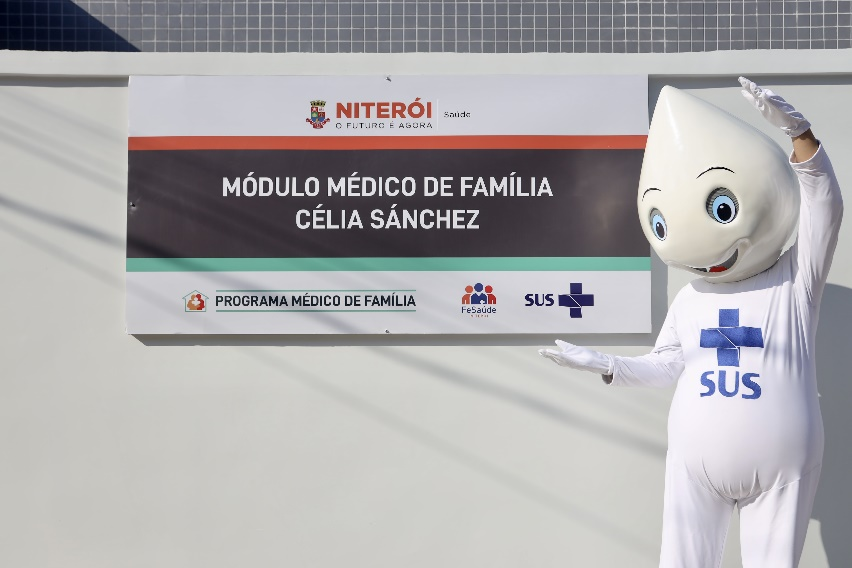 NITERÓI
O FUTURO É AGORA
Saúde
MÓDULO MÉDICO DE FAMÍLIA
CÉLIA SÁNCHEZ
PROGRAMA MÉDICO DE FAMÍLIA
FeSaúde
SUS
SUS